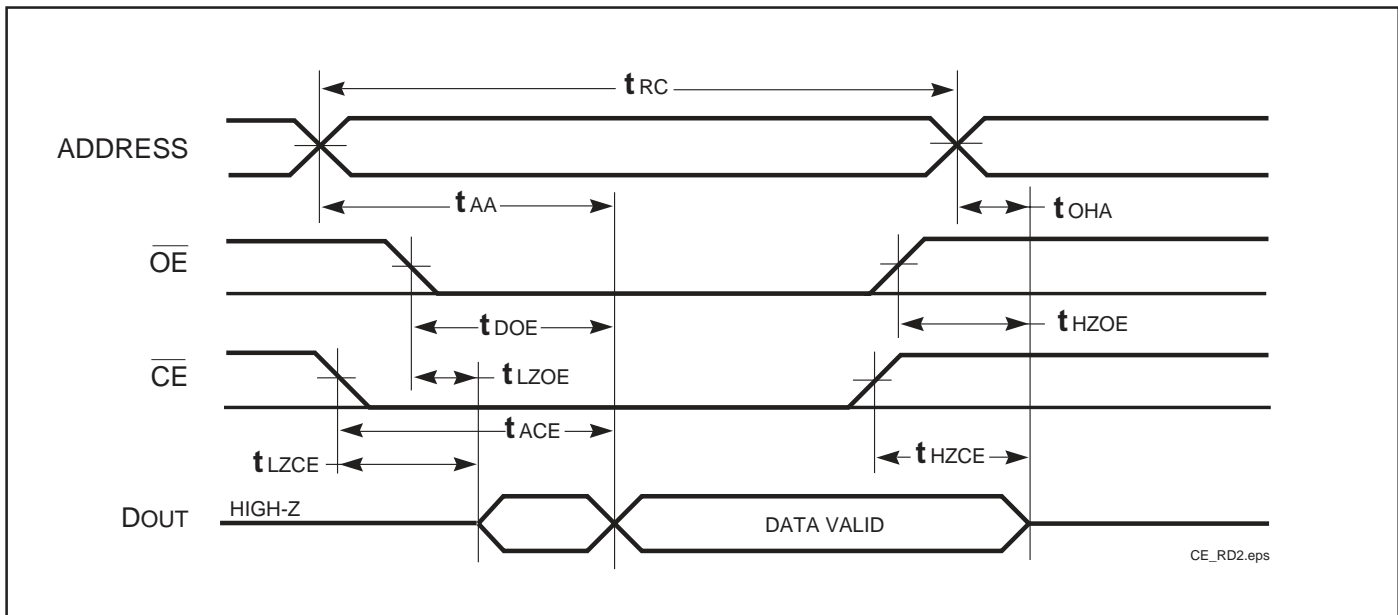 tRC
ADDRESS
tAA
tOHA
OE
tDOE
tHZOE
CE
tLZOE
tACE
tLZCE
tHZCE
DOUT
HIGH-Z
DATA VALID
CE_RD2.eps